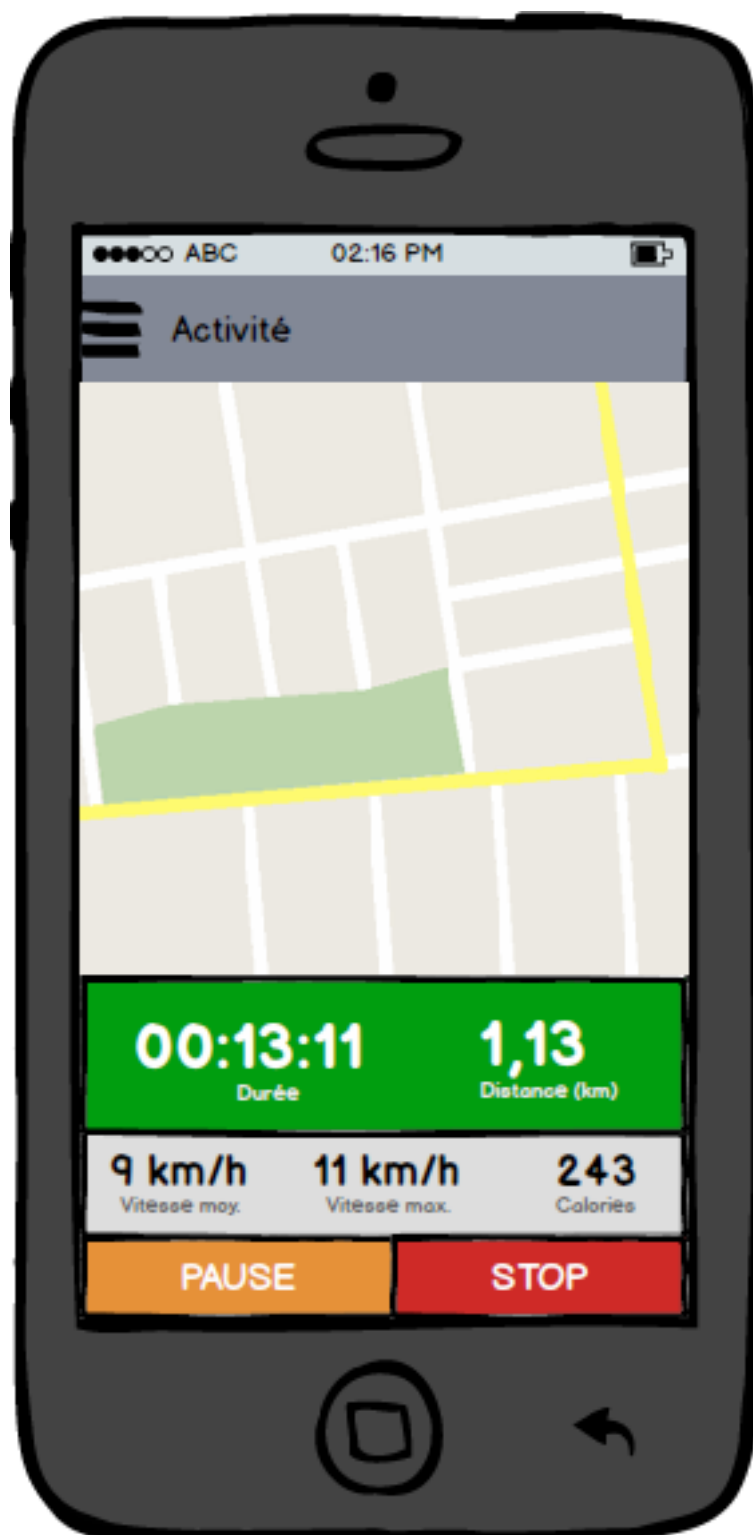 ABC 02:16 PM
Activité
00:13:11 1,13
Durée Distance (km)
9 km/h 11 km/h 243
Vitesse moy. Vitesse max. Calories
PAUSE STOP